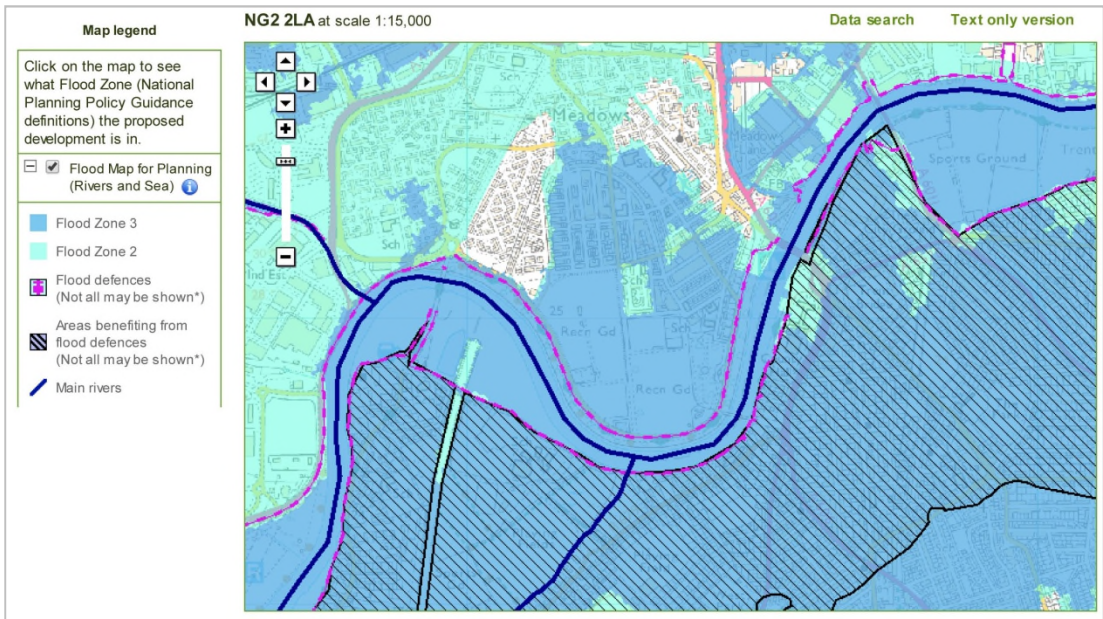 Map legend
Click on the map to see
what Flood Zone (National
Planning Policy Guidance
definitions) the proposed
development is in.
Flood Map for Planning
(Rivers and Sea) i
Flood Zone 3
Flood Zone 2
Flood defences
(Not all may be shown*)
Areas benefiting from
flood defences
(Not all may be shown*)
Main rivers
NG2 2LA at scale 1:15,000
Data search
Text only version
Sch
Meadows
Sports Ground
Sch
Ind Es
25
Sch
Recn Gd
Sch
Recn Gd